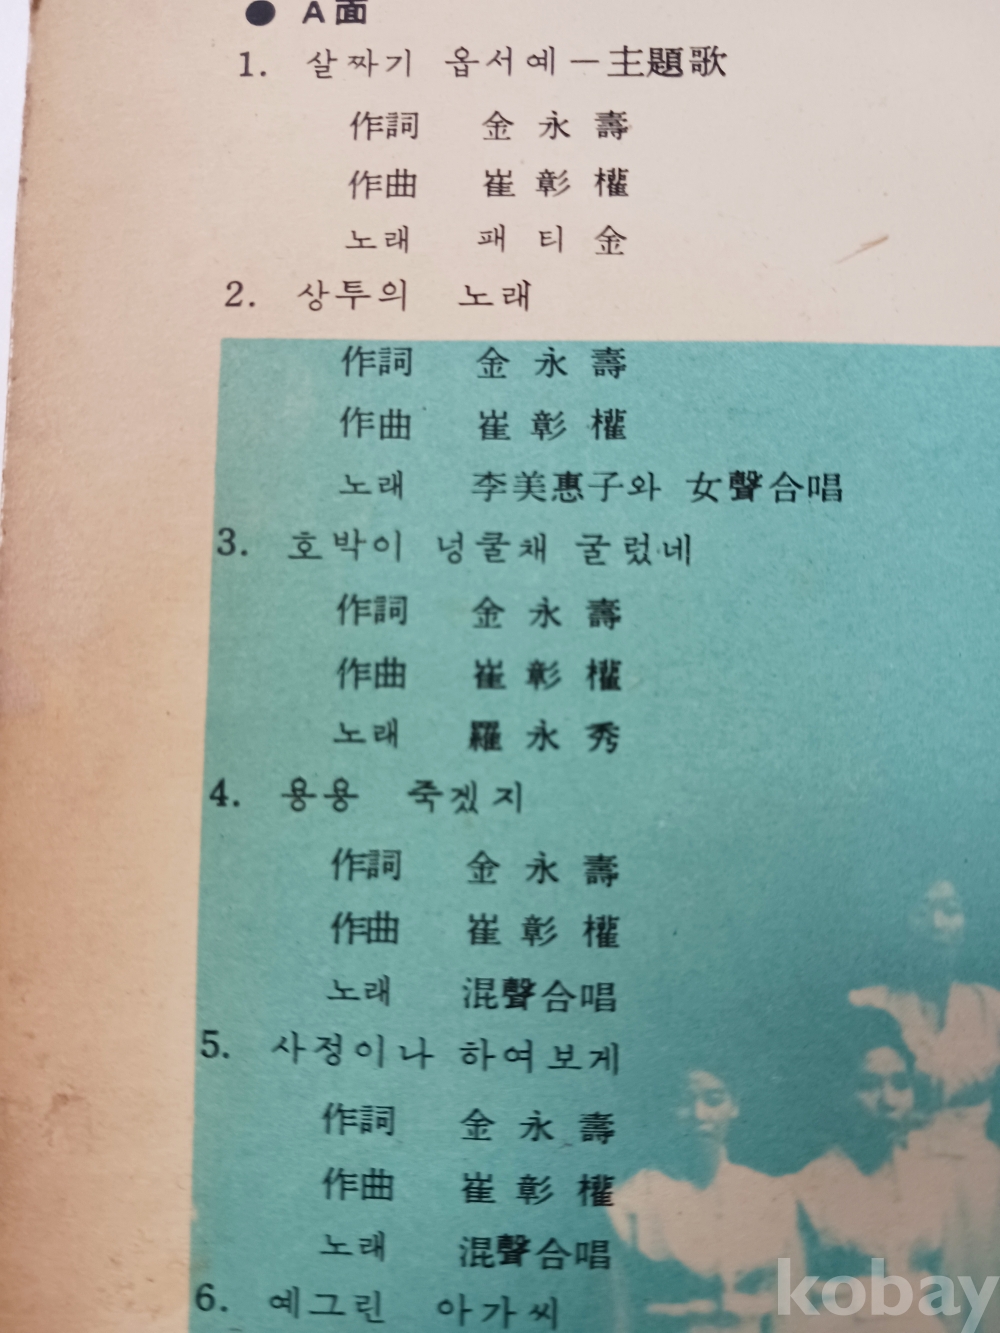 ● A面
1. 살짜기 옵서예 – 主題歌
作詞 金永壽
作曲 崔彰權
노래 패티金
2. 상투의 노래
作詞 金永壽
作曲 崔彰權
노래 李美惠子와 女聲合唱
3. 호박이 넝쿨채 굴렀네
作詞 金永壽
作曲 崔彰權
노래 羅永秀
4. 용용 죽겠지
作詞 金永壽
作曲 崔彰權
노래 混聲合唱
5. 사정이나 하여보게
作詞 金永壽
作曲 崔彰權
노래 混聲合唱
6. 예그린 아가씨
kobay